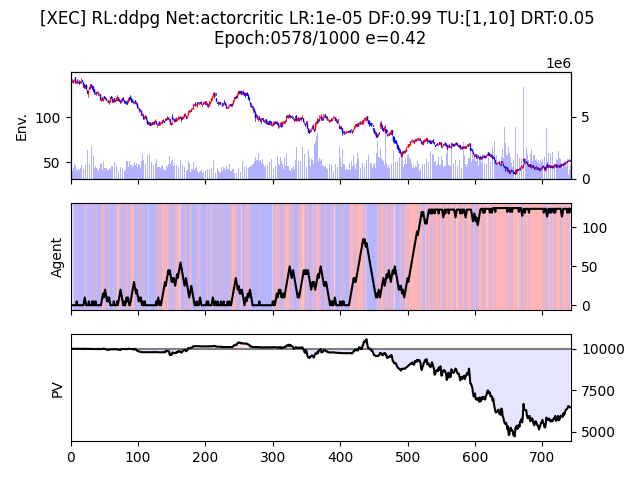 [XEC] RL:ddpg Net:actorcritic LR:1e-05 DF:0.99 TU:[1,10] DRT:0.05
Epoch:0578/1000 e=0.42
1e6
Env.
100
50
5
0
Agent
100
50
0
PV
10000
7500
5000
0 100 200 300 400 500 600 700